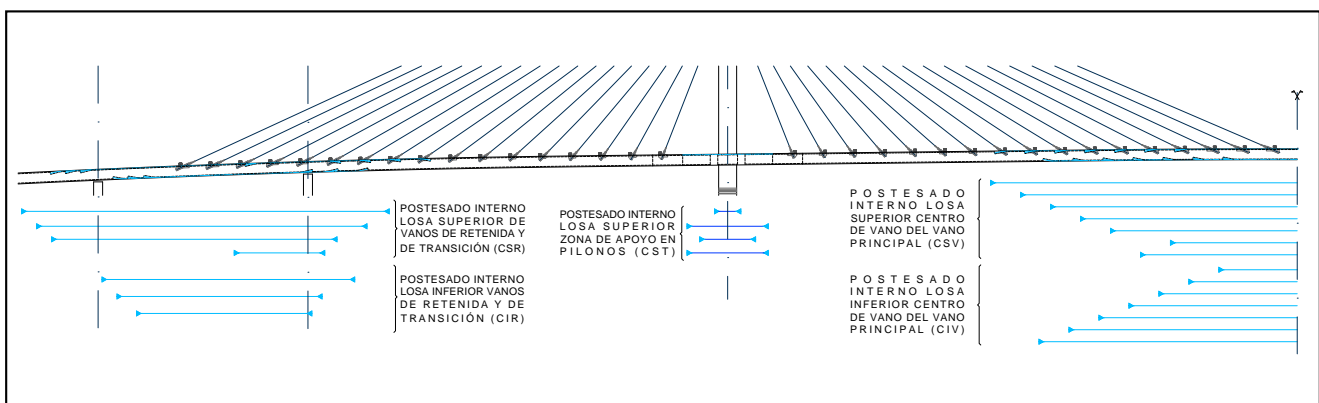 POSTESADO INTERNO
LOSA SUPERIOR DE
VANOS DE RETENIDA Y
DE TRANSICIÓN (CSR)
POSTESADO INTERNO
LOSA INFERIOR VANOS
DE RETENIDA Y DE
TRANSICIÓN (CIR)
POSTESADO INTERNO
LOSA SUPERIOR
ZONA DE APOYO EN
PILONOS (CST)
POSTESADO
INTERNO LOSA
SUPERIOR CENTRO
DE VANO DEL VANO
PRINCIPAL (CSV)
POSTESADO
INTERNO LOSA
INFERIOR CENTRO
DE VANO DEL VANO
PRINCIPAL (CIV)